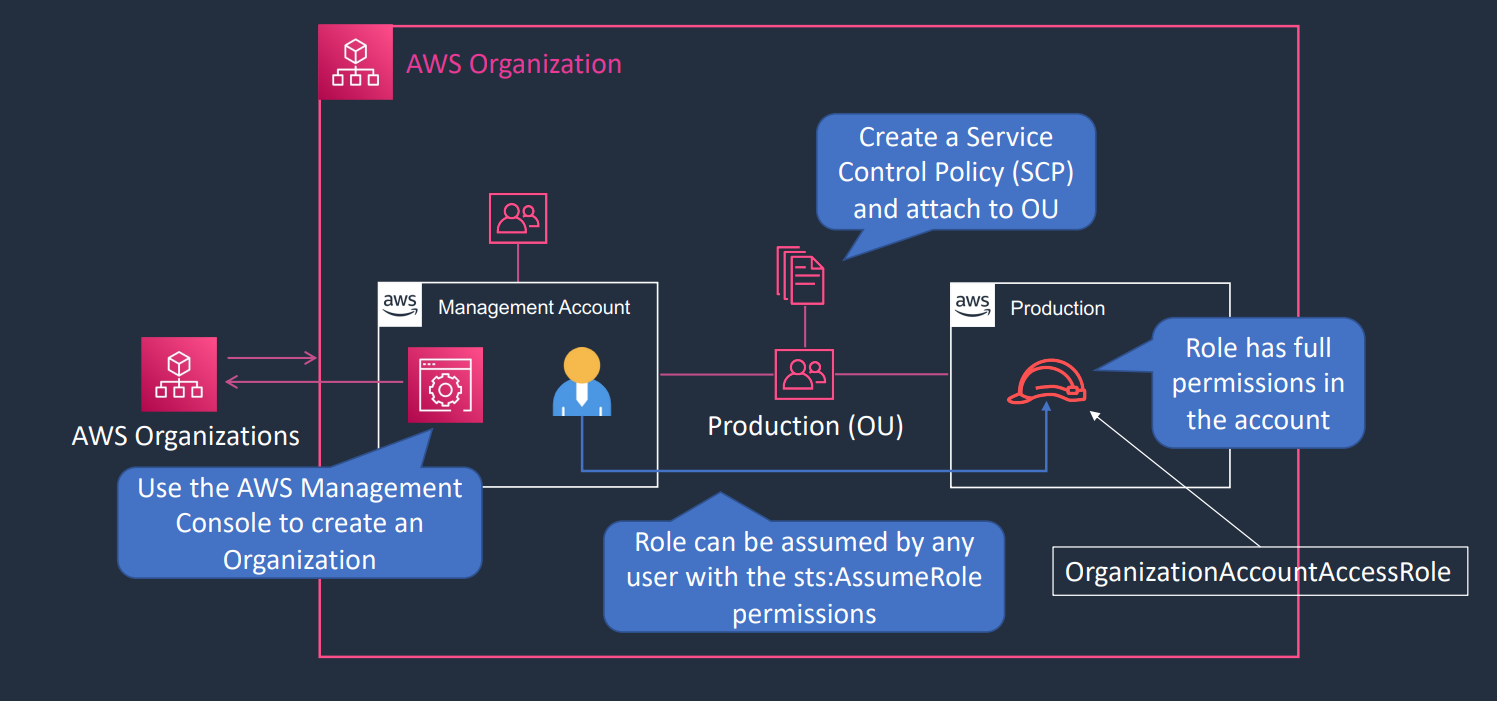 AWS Organization
Create a Service
Control Policy (SCP)
and attach to OU
aws
Management Account
aws
Production
Role has full
permissions in
the account
AWS Organizations
Production (OU)
Use the AWS Management
Console to create an
Organization
Role can be assumed by any
user with the sts:AssumeRole
permissions
OrganizationAccountAccessRole